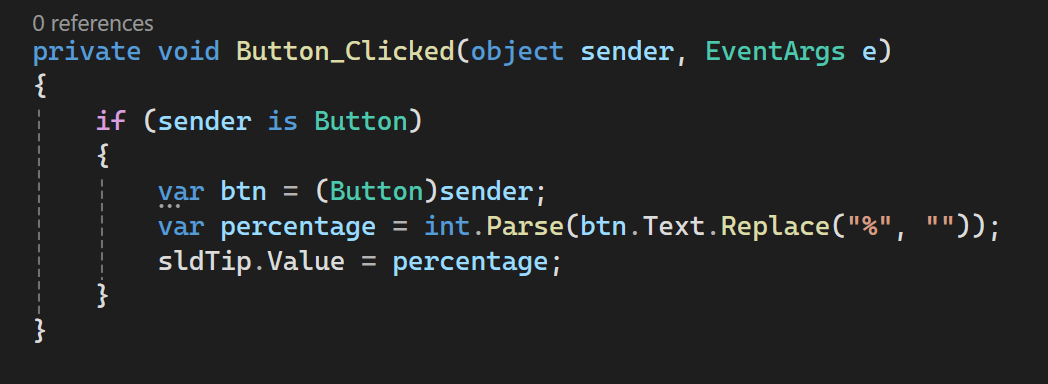 0 references
private void Button_Clicked(object sender, EventArgs e)
{
    if (sender is Button)
    {
        var btn = (Button)sender;
        var percentage = int.Parse(btn.Text.Replace("%", ""));
        sldTip.Value = percentage;
    }
}